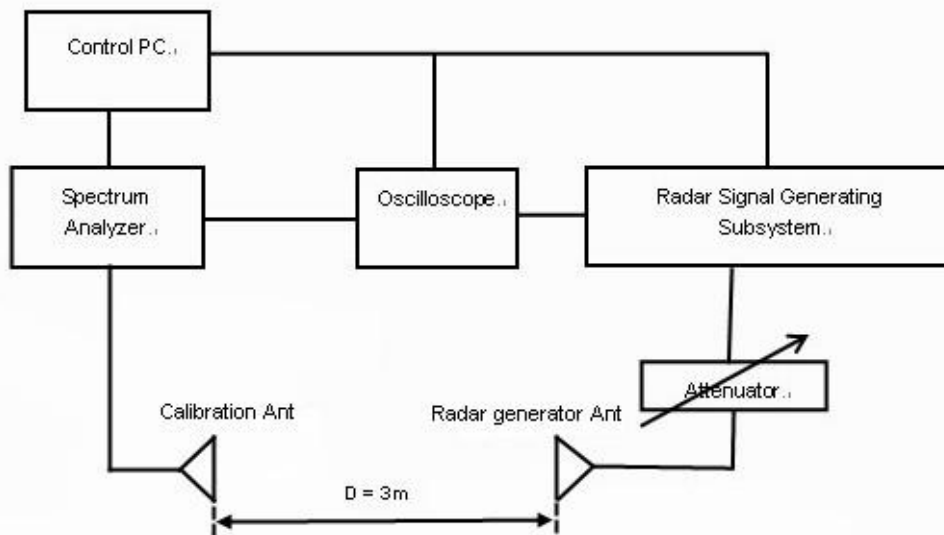 Control PC.
Spectrum
Analyzer.
Oscilloscope.
Radar Signal Generating
Subsystem.
Attenuator.
Calibration Ant
Radar generator Ant
D = 3m